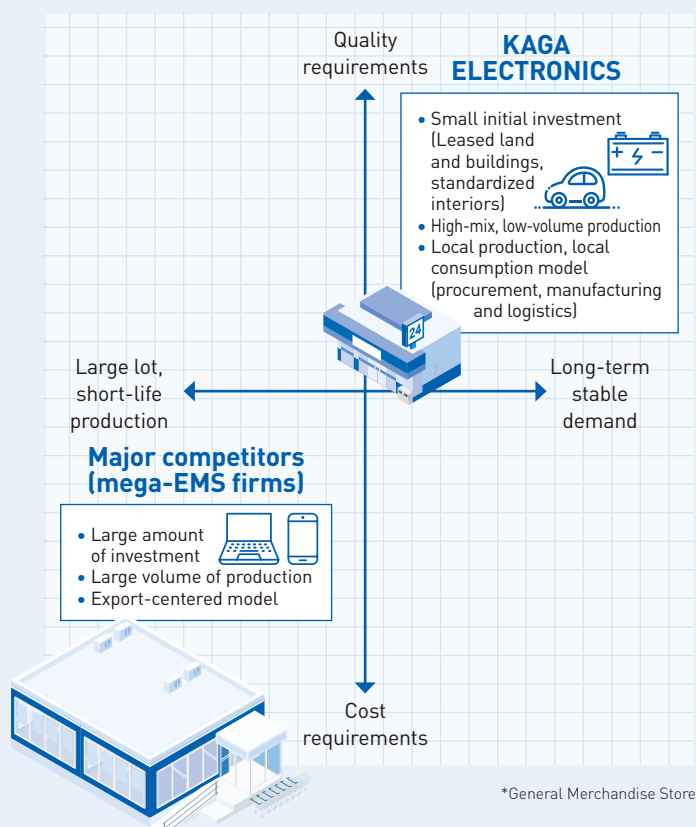 Quality
requirements
KAGA
ELECTRONICS
• Small initial investment
(Leased land
and buildings,
standardized
interiors)
• High-mix, low-volume production
• Local production, local
consumption model
(procurement, manufacturing
and logistics)
24
Large lot,
short-life
production
Long-term
stable
demand
Major competitors
(mega-EMS firms)
• Large amount
of investment
• Large volume of production
• Export-centered model
Cost
requirements
*General Merchandise Store